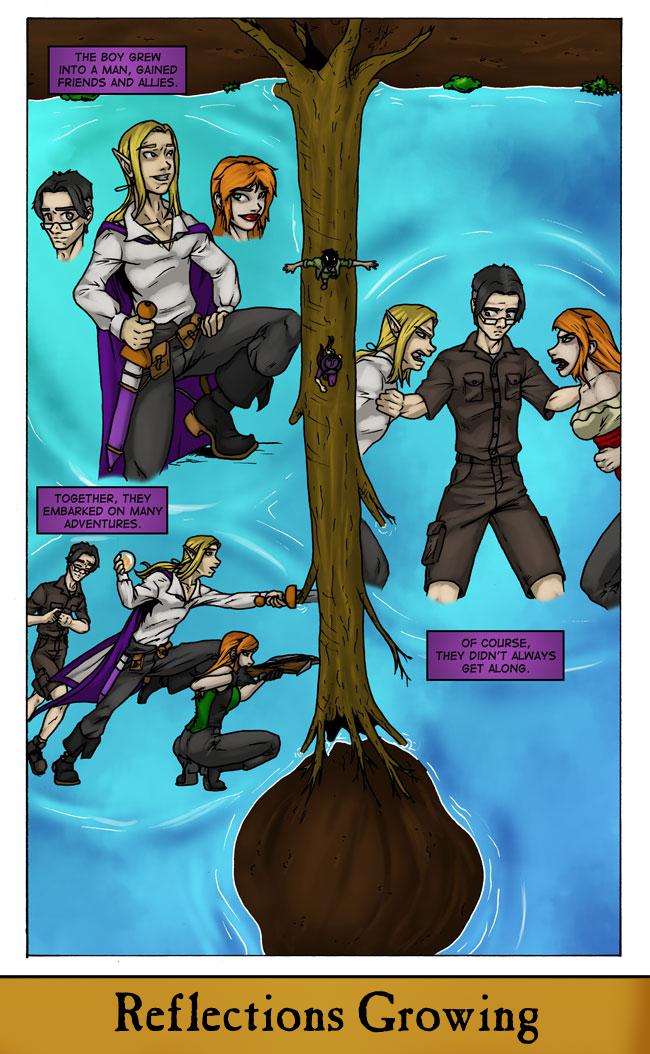 THE BOY GREW
INTO A MAN, GAINED
FRIENDS AND ALLIES.
TOGETHER, THEY
EMBARKED ON MANY
ADVENTURES.
OF COURSE,
THEY DIDN'T ALWAYS
GET ALONG.
Reflections Growing